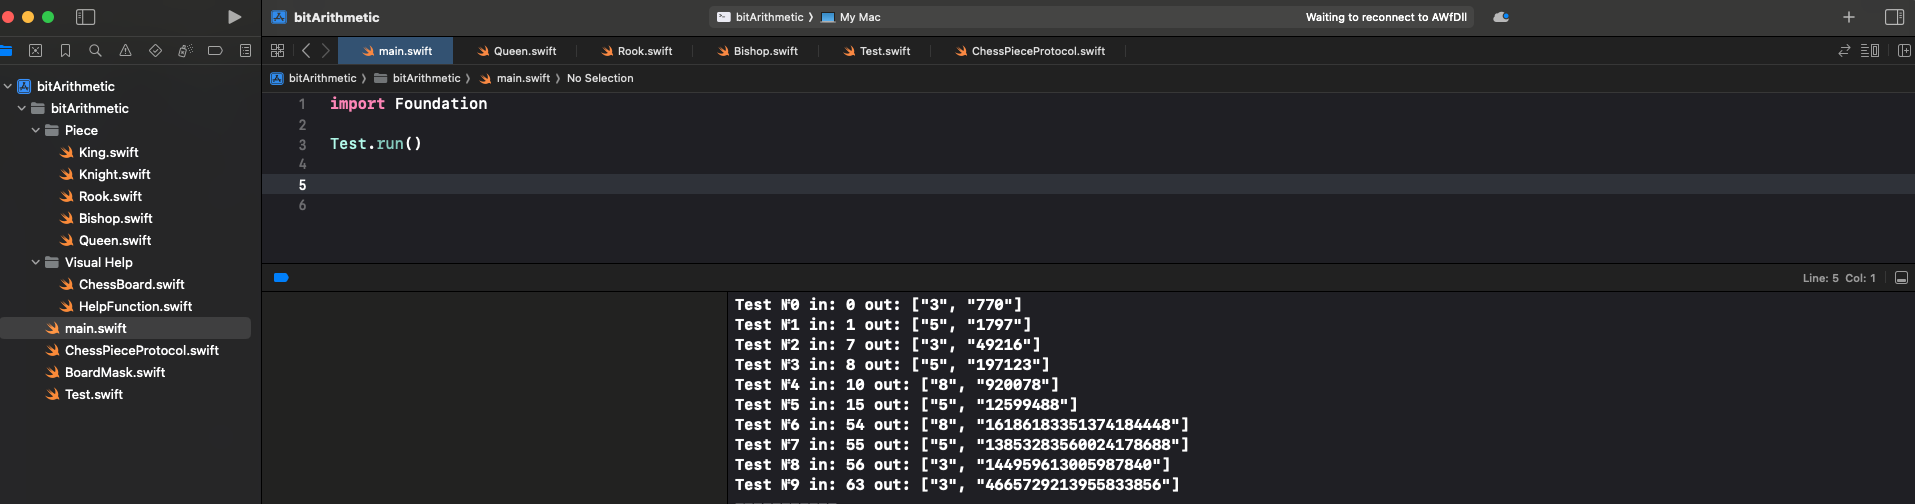 bitArithmetic
bitArithmetic 〉 My Mac
Waiting to reconnect to AWfDll
main.swift
Queen.swift
Rook.swift
Bishop.swift
Test.swift
ChessPieceProtocol.swift
bitArithmetic 〉 bitArithmetic 〉 main.swift 〉 No Selection
bitArithmetic
bitArithmetic
Piece
King.swift
Knight.swift
Rook.swift
Bishop.swift
Queen.swift
Visual Help
ChessBoard.swift
HelpFunction.swift
main.swift
ChessPieceProtocol.swift
BoardMask.swift
Test.swift
1 import Foundation
2
3 Test.run()
4
5
6
Line: 5 Col: 1
Test №0 in: 0 out: ["3", "770"]
Test №1 in: 1 out: ["5", "1797"]
Test №2 in: 7 out: ["3", "49216"]
Test №3 in: 8 out: ["5", "197123"]
Test №4 in: 10 out: ["8", "920078"]
Test №5 in: 15 out: ["5", "12599488"]
Test №6 in: 54 out: ["8", "16186183351374184448"]
Test №7 in: 55 out: ["5", "13853283560024178688"]
Test №8 in: 56 out: ["3", "144959613005987840"]
Test №9 in: 63 out: ["3", "4665729213955833856"]